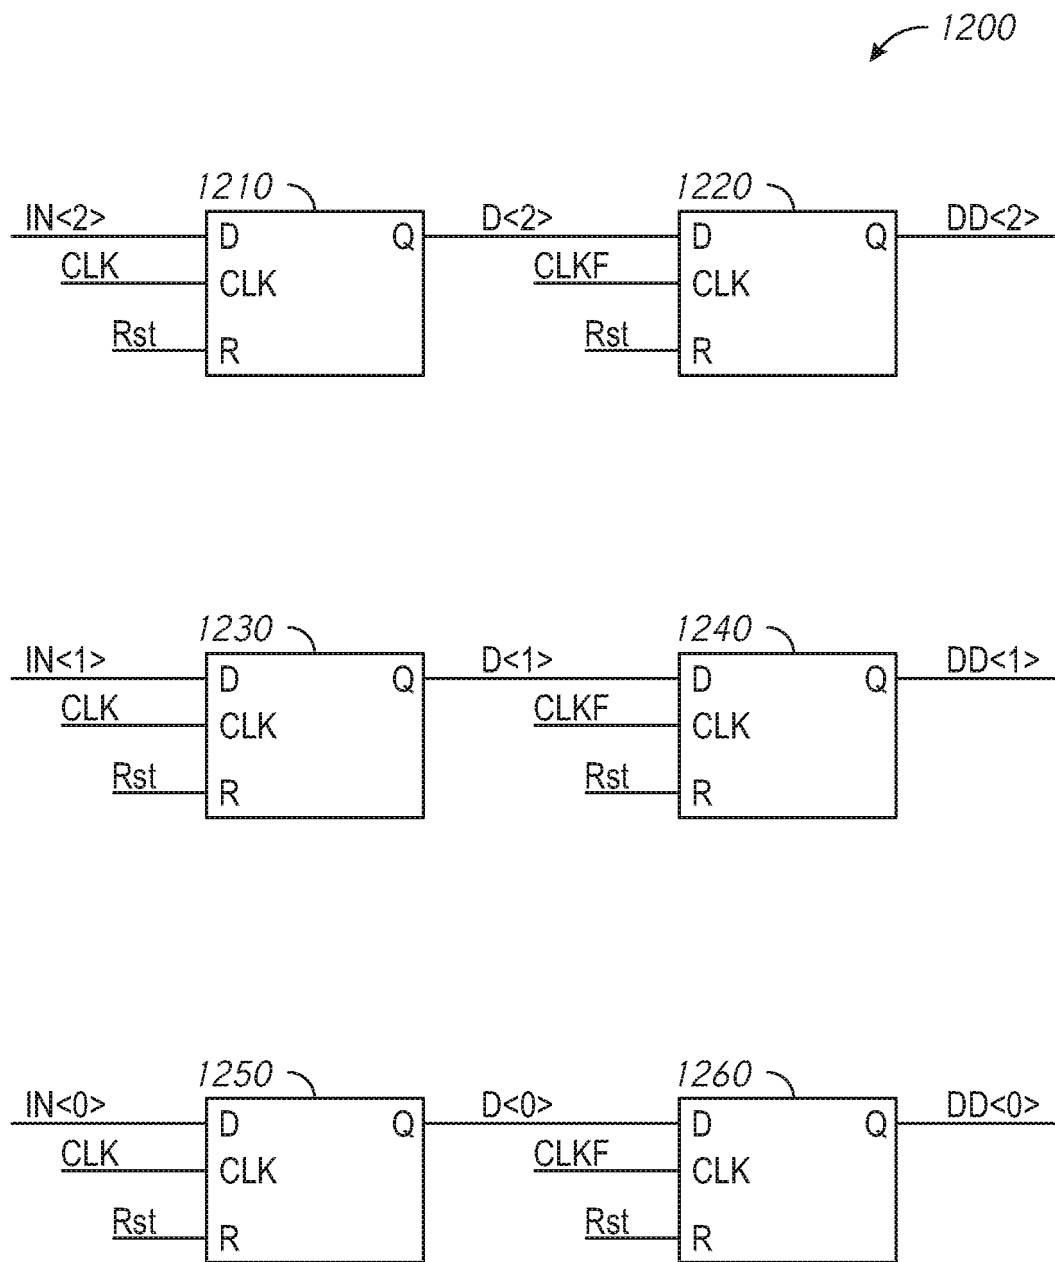 1200
1210 1220
IN<2> D<2> DD<2>
D Q D Q
CLK CLKF
CLK CLK
Rst Rst
R R
1230 1240
IN<1> D<1> DD<1>
D Q D Q
CLK CLKF
CLK CLK
Rst Rst
R R
1250 1260
IN<0> D<0> DD<0>
D Q D Q
CLK CLKF
CLK CLK
Rst Rst
R R